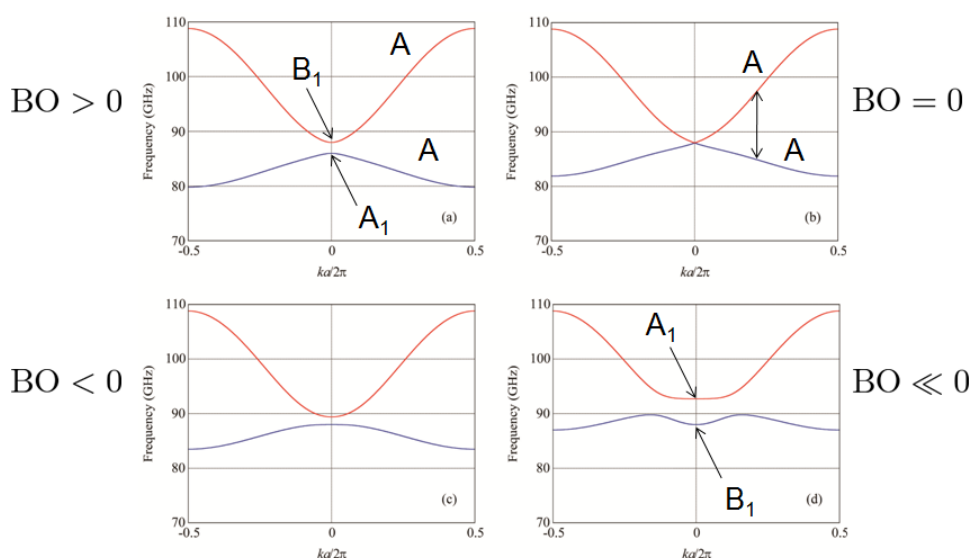 BO > 0
Frequency (GHz)
110
100
90
80
70
-0.5
0
0.5
ka/2π
B₁
A
A
A₁
(a)
BO = 0
Frequency (GHz)
110
100
90
80
70
-0.5
0
0.5
ka/2π
A
A
(b)
BO < 0
Frequency (GHz)
110
100
90
80
70
-0.5
0
0.5
ka/2π
(c)
BO ≪ 0
Frequency (GHz)
110
100
90
80
70
-0.5
0
0.5
ka/2π
A₁
B₁
(d)